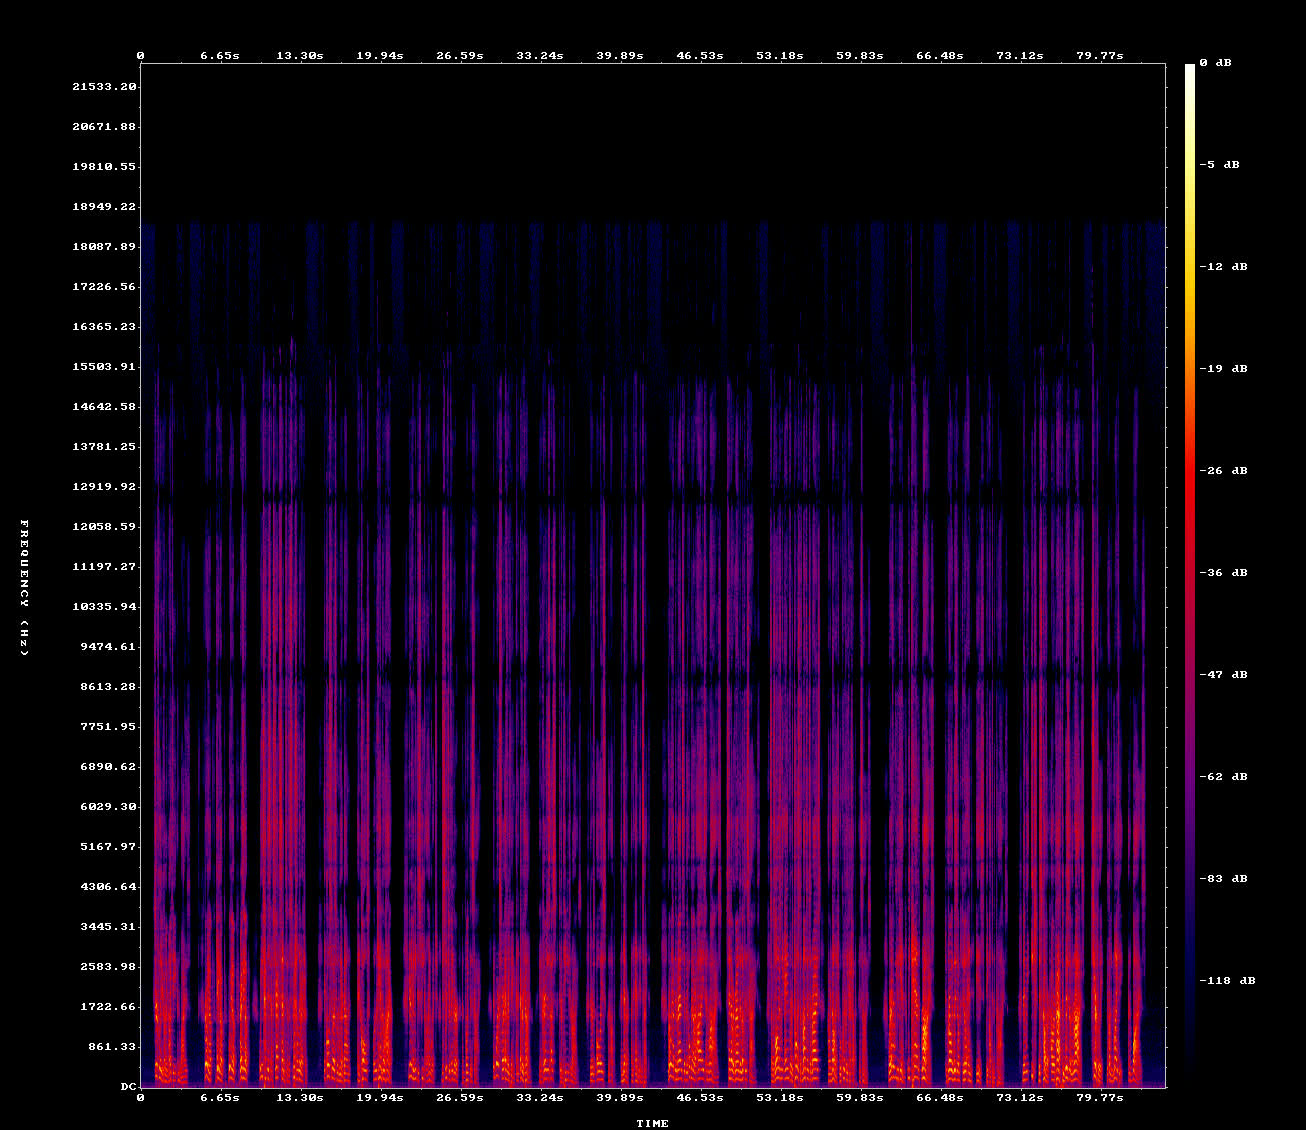 0 6.65s 13.30s 19.94s 26.59s 33.24s 39.89s 46.53s 53.18s 59.83s 66.48s 73.12s 79.77s
0 dB
21533.20
20671.88
19810.55
-5 dB
18949.22
18087.89
-12 dB
17226.56
16365.23
15503.91
-19 dB
14642.58
13781.25
-26 dB
12919.92
12058.59
11197.27
-36 dB
10335.94
9474.61
-47 dB
8613.28
7751.95
6890.62
-62 dB
6029.30
5167.97
4306.64
-83 dB
3445.31
2583.98
-118 dB
1722.66
861.33
DC
0 6.65s 13.30s 19.94s 26.59s 33.24s 39.89s 46.53s 53.18s 59.83s 66.48s 73.12s 79.77s
TIME
FREQUENCY (Hz)